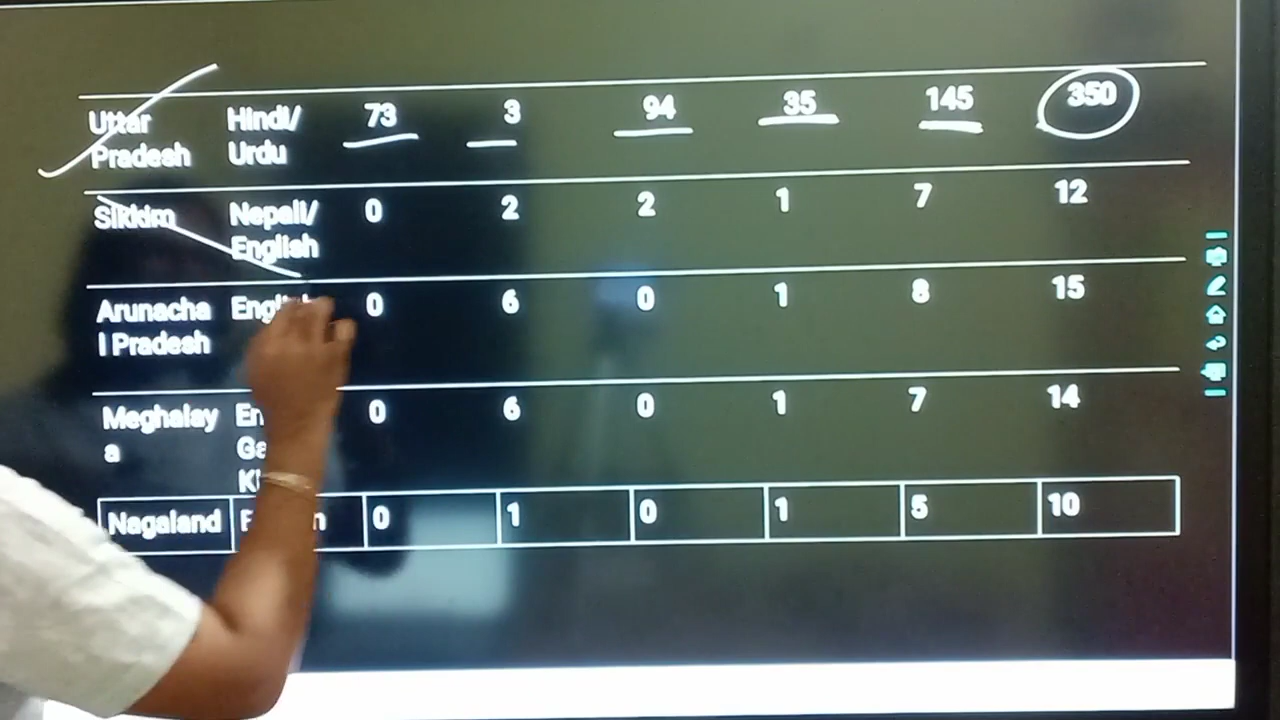 Uttar Pradesh Hindi/ Urdu 73 3 94 35 145 350
Sikkim Nepali/ English 0 2 2 1 7 12
Arunacha l Pradesh 0 6 0 1 8 15
Meghalay a 0 6 0 1 7 14
Nagaland 0 1 0 1 5 10